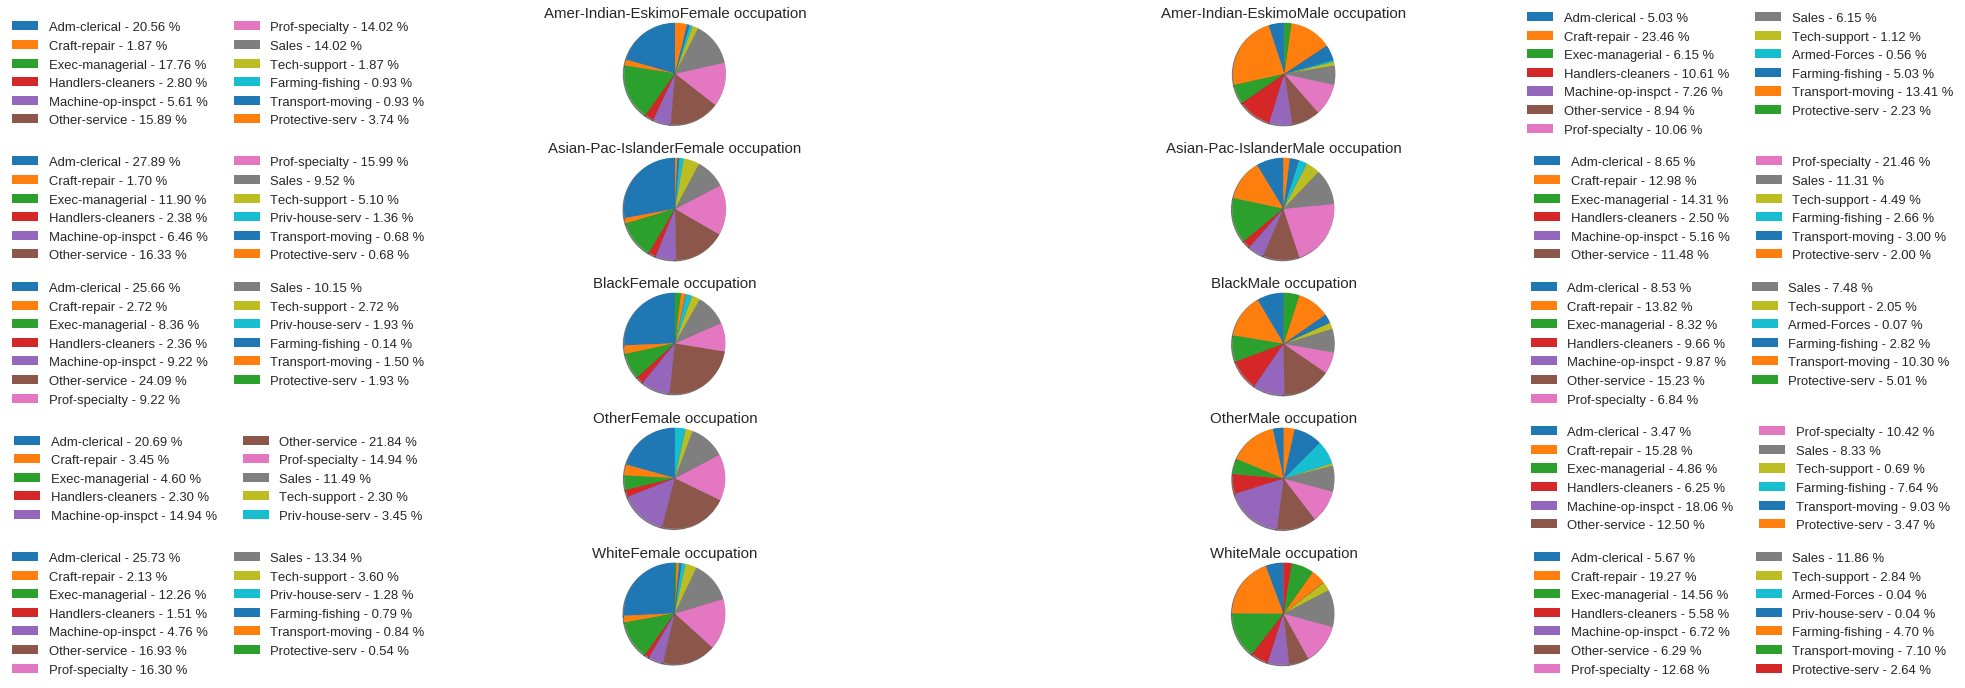 Amer-Indian-EskimoFemale occupation
Adm-clerical - 20.56 %
Craft-repair - 1.87 %
Exec-managerial - 17.76 %
Handlers-cleaners - 2.80 %
Machine-op-inspct - 5.61 %
Other-service - 15.89 %
Prof-specialty - 14.02 %
Sales - 14.02 %
Tech-support - 1.87 %
Farming-fishing - 0.93 %
Transport-moving - 0.93 %
Protective-serv - 3.74 %
Amer-Indian-EskimoMale occupation
Adm-clerical - 5.03 %
Craft-repair - 23.46 %
Exec-managerial - 6.15 %
Handlers-cleaners - 10.61 %
Machine-op-inspct - 7.26 %
Other-service - 8.94 %
Prof-specialty - 10.06 %
Sales - 6.15 %
Tech-support - 1.12 %
Armed-Forces - 0.56 %
Farming-fishing - 5.03 %
Transport-moving - 13.41 %
Protective-serv - 2.23 %
Asian-Pac-IslanderFemale occupation
Adm-clerical - 27.89 %
Craft-repair - 1.70 %
Exec-managerial - 11.90 %
Handlers-cleaners - 2.38 %
Machine-op-inspct - 6.46 %
Other-service - 16.33 %
Prof-specialty - 15.99 %
Sales - 9.52 %
Tech-support - 5.10 %
Priv-house-serv - 1.36 %
Transport-moving - 0.68 %
Protective-serv - 0.68 %
Asian-Pac-IslanderMale occupation
Adm-clerical - 8.65 %
Craft-repair - 12.98 %
Exec-managerial - 14.31 %
Handlers-cleaners - 2.50 %
Machine-op-inspct - 5.16 %
Other-service - 11.48 %
Prof-specialty - 21.46 %
Sales - 11.31 %
Tech-support - 4.49 %
Farming-fishing - 2.66 %
Transport-moving - 3.00 %
Protective-serv - 2.00 %
BlackFemale occupation
Adm-clerical - 25.66 %
Craft-repair - 2.72 %
Exec-managerial - 8.36 %
Handlers-cleaners - 2.36 %
Machine-op-inspct - 9.22 %
Other-service - 24.09 %
Prof-specialty - 9.22 %
Sales - 10.15 %
Tech-support - 2.72 %
Priv-house-serv - 1.93 %
Farming-fishing - 0.14 %
Transport-moving - 1.50 %
Protective-serv - 1.93 %
BlackMale occupation
Adm-clerical - 8.53 %
Craft-repair - 13.82 %
Exec-managerial - 8.32 %
Handlers-cleaners - 9.66 %
Machine-op-inspct - 9.87 %
Other-service - 15.23 %
Prof-specialty - 6.84 %
Sales - 7.48 %
Tech-support - 2.05 %
Armed-Forces - 0.07 %
Farming-fishing - 2.82 %
Transport-moving - 10.30 %
Protective-serv - 5.01 %
OtherFemale occupation
Adm-clerical - 20.69 %
Craft-repair - 3.45 %
Exec-managerial - 4.60 %
Handlers-cleaners - 2.30 %
Machine-op-inspct - 14.94 %
Other-service - 21.84 %
Prof-specialty - 14.94 %
Sales - 11.49 %
Tech-support - 2.30 %
Priv-house-serv - 3.45 %
OtherMale occupation
Adm-clerical - 3.47 %
Craft-repair - 15.28 %
Exec-managerial - 4.86 %
Handlers-cleaners - 6.25 %
Machine-op-inspct - 18.06 %
Other-service - 12.50 %
Prof-specialty - 10.42 %
Sales - 8.33 %
Tech-support - 0.69 %
Farming-fishing - 7.64 %
Transport-moving - 9.03 %
Protective-serv - 3.47 %
WhiteFemale occupation
Adm-clerical - 25.73 %
Craft-repair - 2.13 %
Exec-managerial - 12.26 %
Handlers-cleaners - 1.51 %
Machine-op-inspct - 4.76 %
Other-service - 16.93 %
Prof-specialty - 16.30 %
Sales - 13.34 %
Tech-support - 3.60 %
Priv-house-serv - 1.28 %
Farming-fishing - 0.79 %
Transport-moving - 0.84 %
Protective-serv - 0.54 %
WhiteMale occupation
Adm-clerical - 5.67 %
Craft-repair - 19.27 %
Exec-managerial - 14.56 %
Handlers-cleaners - 5.58 %
Machine-op-inspct - 6.72 %
Other-service - 6.29 %
Prof-specialty - 12.68 %
Sales - 11.86 %
Tech-support - 2.84 %
Armed-Forces - 0.04 %
Priv-house-serv - 0.04 %
Farming-fishing - 4.70 %
Transport-moving - 7.10 %
Protective-serv - 2.64 %